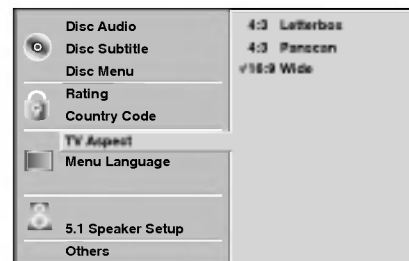 Disc Audio
Disc Subtitle
Disc Menu
Rating
Country Code
TV Aspect
Menu Language
5.1 Speaker Setup
Others
4:3 Letterbox
4:3 Panscan
√16:9 Wide